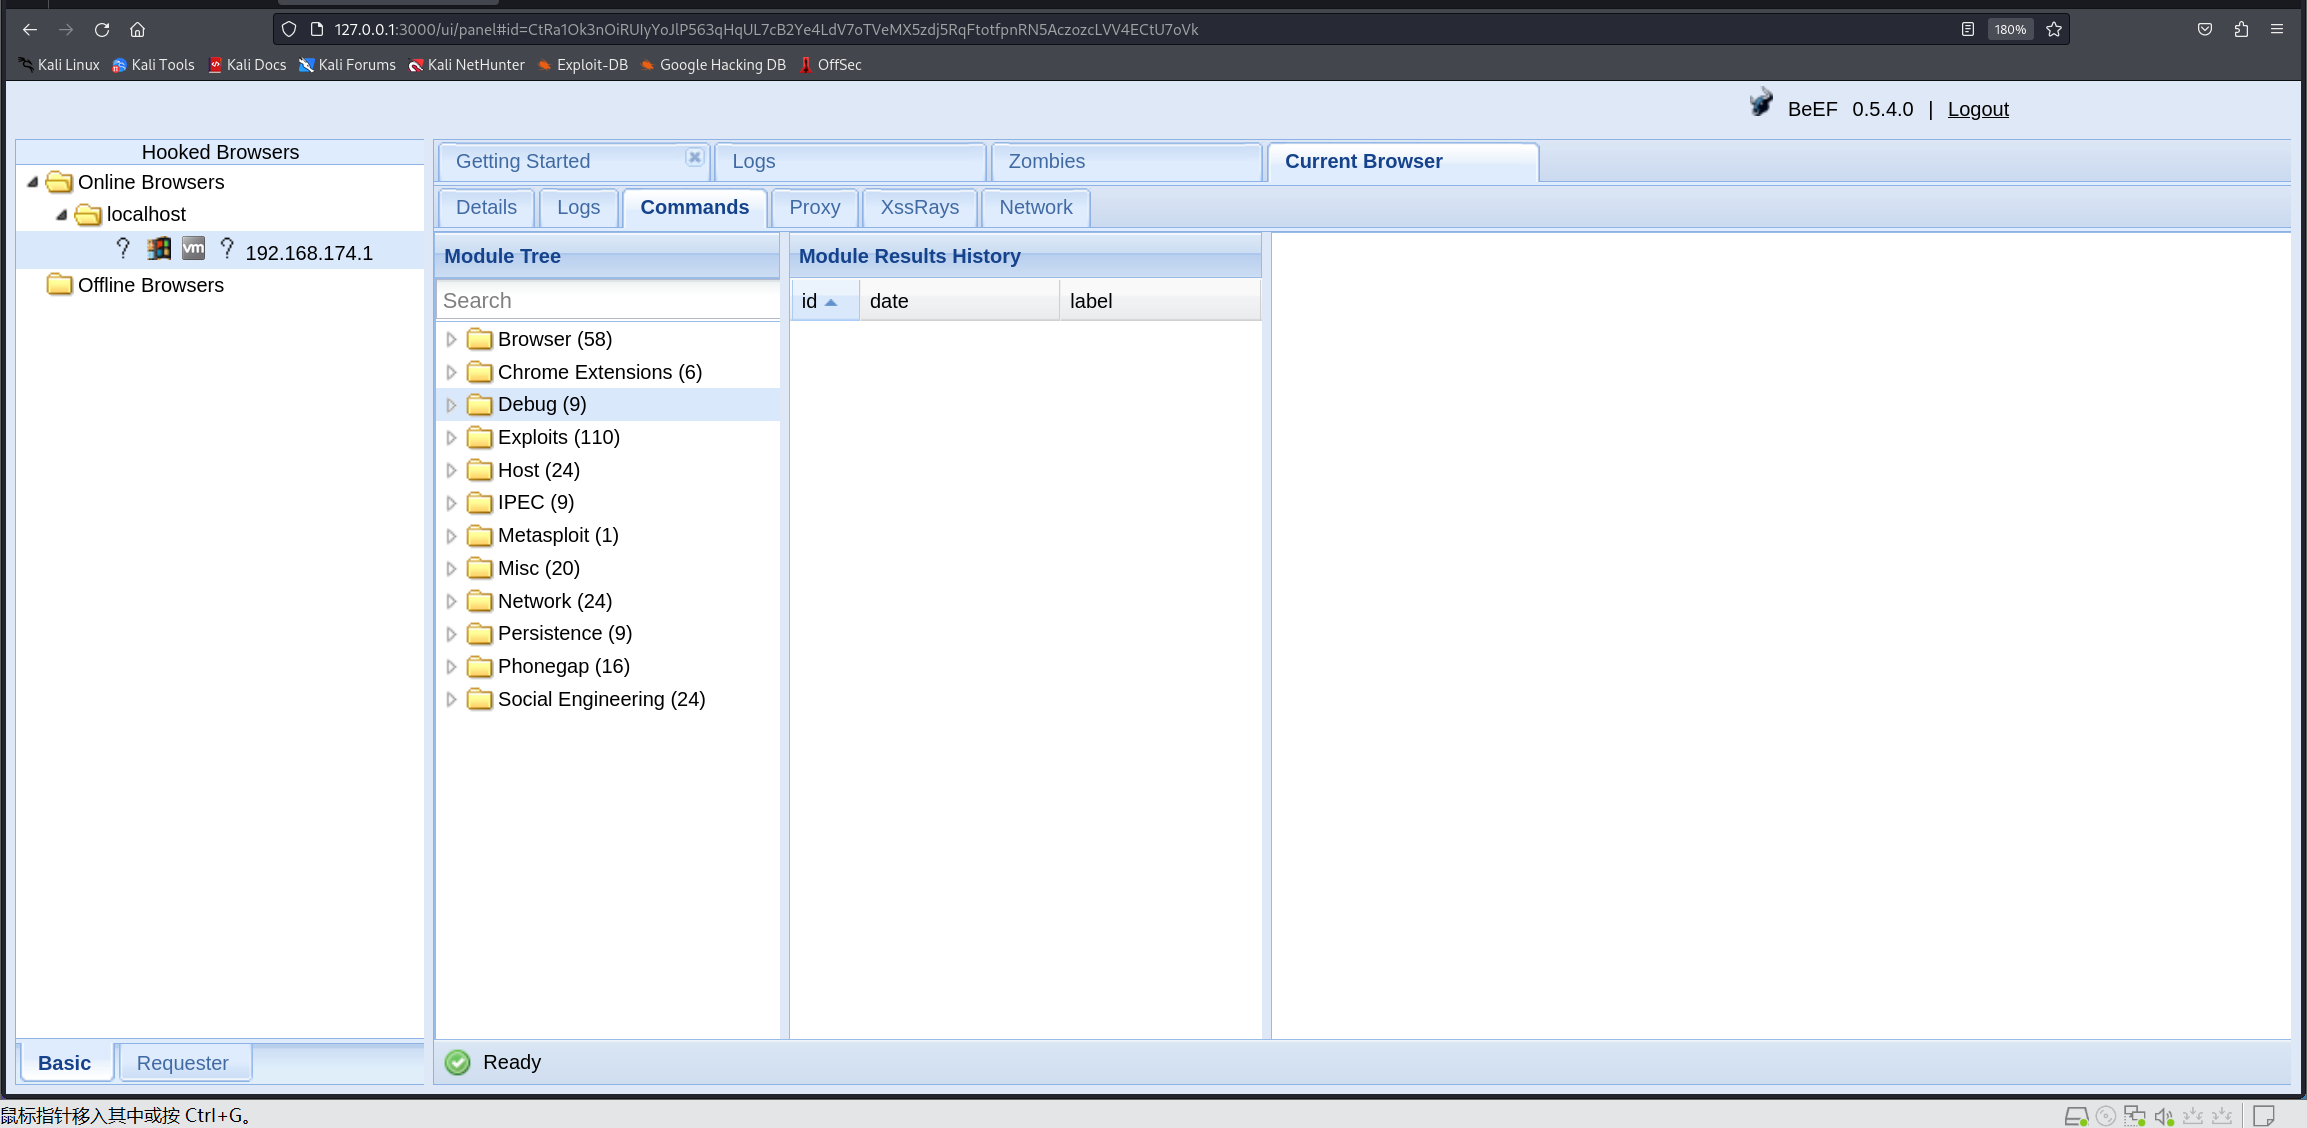 127.0.0.1:3000/ui/panel#id=CtRa1Ok3nOiRUIyYoJlP563qHqUL7cB2Ye4LdV7oTVeMX5zdj5RqFtotfpnRN5AczozcLVV4ECtU7oVk 180%
Kali Linux Kali Tools Kali Docs Kali Forums Kali NetHunter Exploit-DB Google Hacking DB OffSec
BeEF 0.5.4.0 | Logout
Hooked Browsers
Online Browsers
localhost
? vm ? 192.168.174.1
Offline Browsers
Basic Requester
Getting Started Logs Zombies Current Browser
Details Logs Commands Proxy XssRays Network
Module Tree
Search
Browser (58)
Chrome Extensions (6)
Debug (9)
Exploits (110)
Host (24)
IPEC (9)
Metasploit (1)
Misc (20)
Network (24)
Persistence (9)
Phonegap (16)
Social Engineering (24)
Module Results History
id date label
Ready
鼠标指针移入其中或按 Ctrl+G。